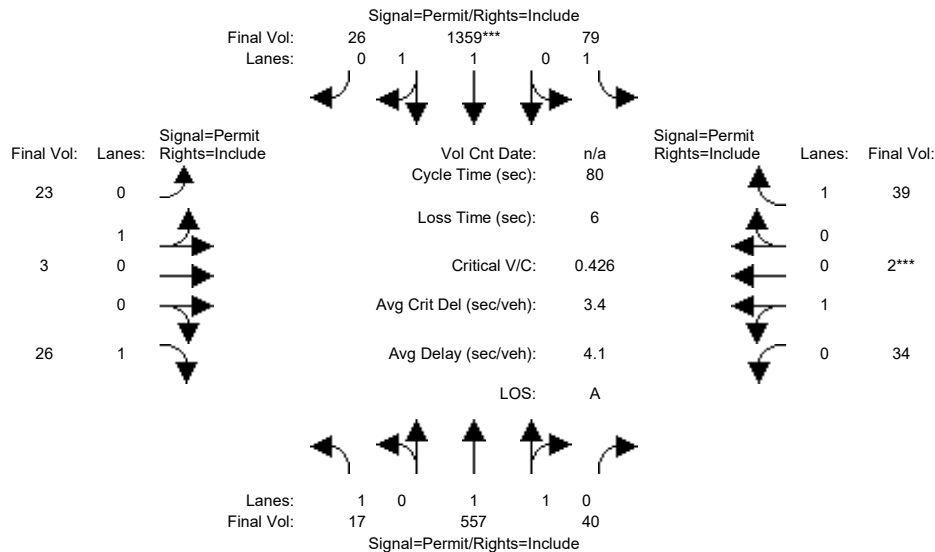 Signal=Permit/Rights=Include
Final Vol: 26 1359*** 79
Lanes: 0 1 1 0 1
Signal=Permit Signal=Permit
Final Vol: Lanes: Rights=Include Vol Cnt Date: n/a Rights=Include Lanes: Final Vol:
Cycle Time (sec): 80
23 0 1 39
Loss Time (sec): 6
1 0
3 0 Critical V/C: 0.426 0 2***
0 Avg Crit Del (sec/veh): 3.4 1
26 1 Avg Delay (sec/veh): 4.1 0 34
LOS: A
Lanes: 1 0 1 1 0
Final Vol: 17 557 40
Signal=Permit/Rights=Include